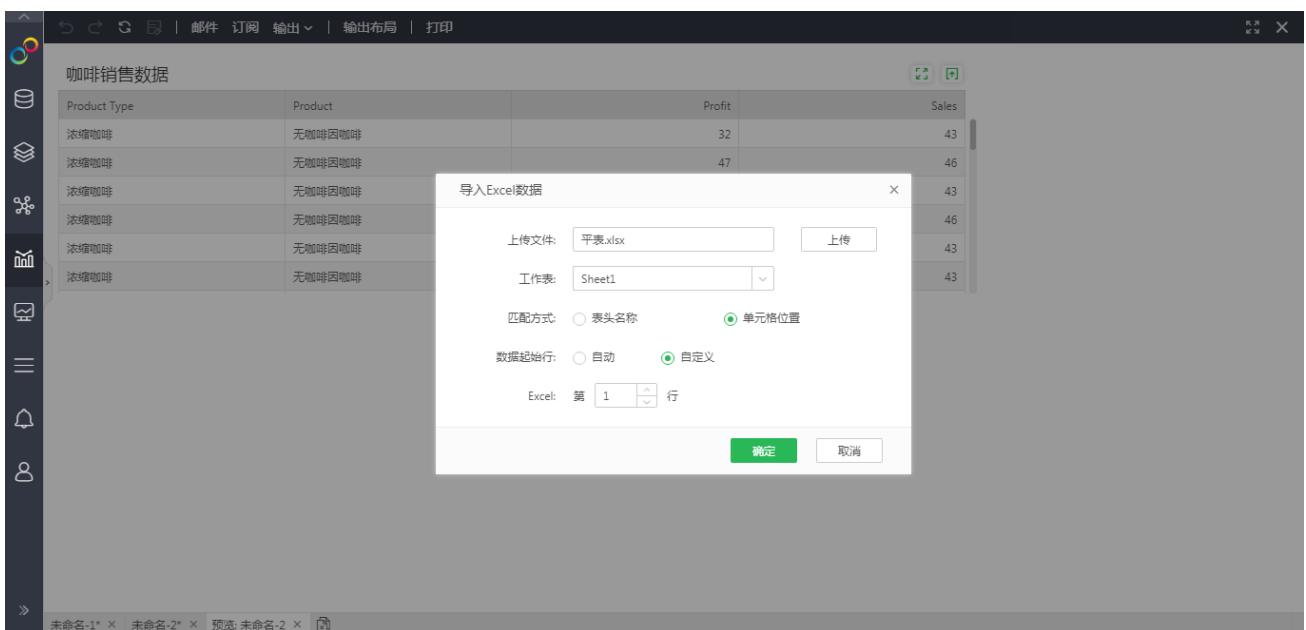 邮件 订阅 输出 | 输出布局 | 打印
咖啡销售数据
Product Type Product Profit Sales
浓缩咖啡 无咖啡因咖啡 32 43
浓缩咖啡 无咖啡因咖啡 47 46
浓缩咖啡 无咖啡因咖啡 43
浓缩咖啡 无咖啡因咖啡 46
浓缩咖啡 无咖啡因咖啡 43
浓缩咖啡 无咖啡因咖啡 43
导入Excel数据
上传文件: 平表.xlsx 上传
工作表: Sheet1
匹配方式: 表头名称 单元格位置
数据起始行: 自动 自定义
Excel: 第 1 行
确定 取消
未命名-1* × 未命名-2* × 预览: 未命名-2 ×